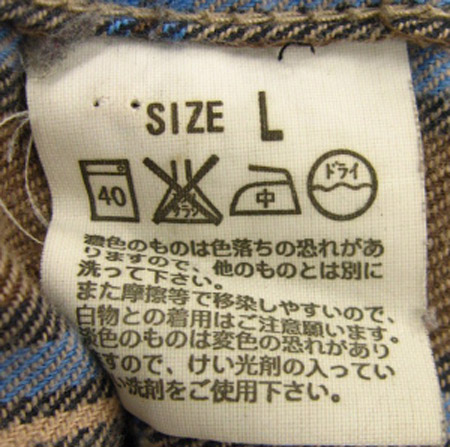 SIZE L
40 中 ドライ
濃色のものは色落ちの恐れがあ
りますので、他のものとは別に
洗って下さい。
また摩擦等で移染しやすいので、
白物との着用はご注意願います。
淡色のものは変色の恐れがあり
ますので、けい光剤の入ってい
い洗剤をご使用下さい。